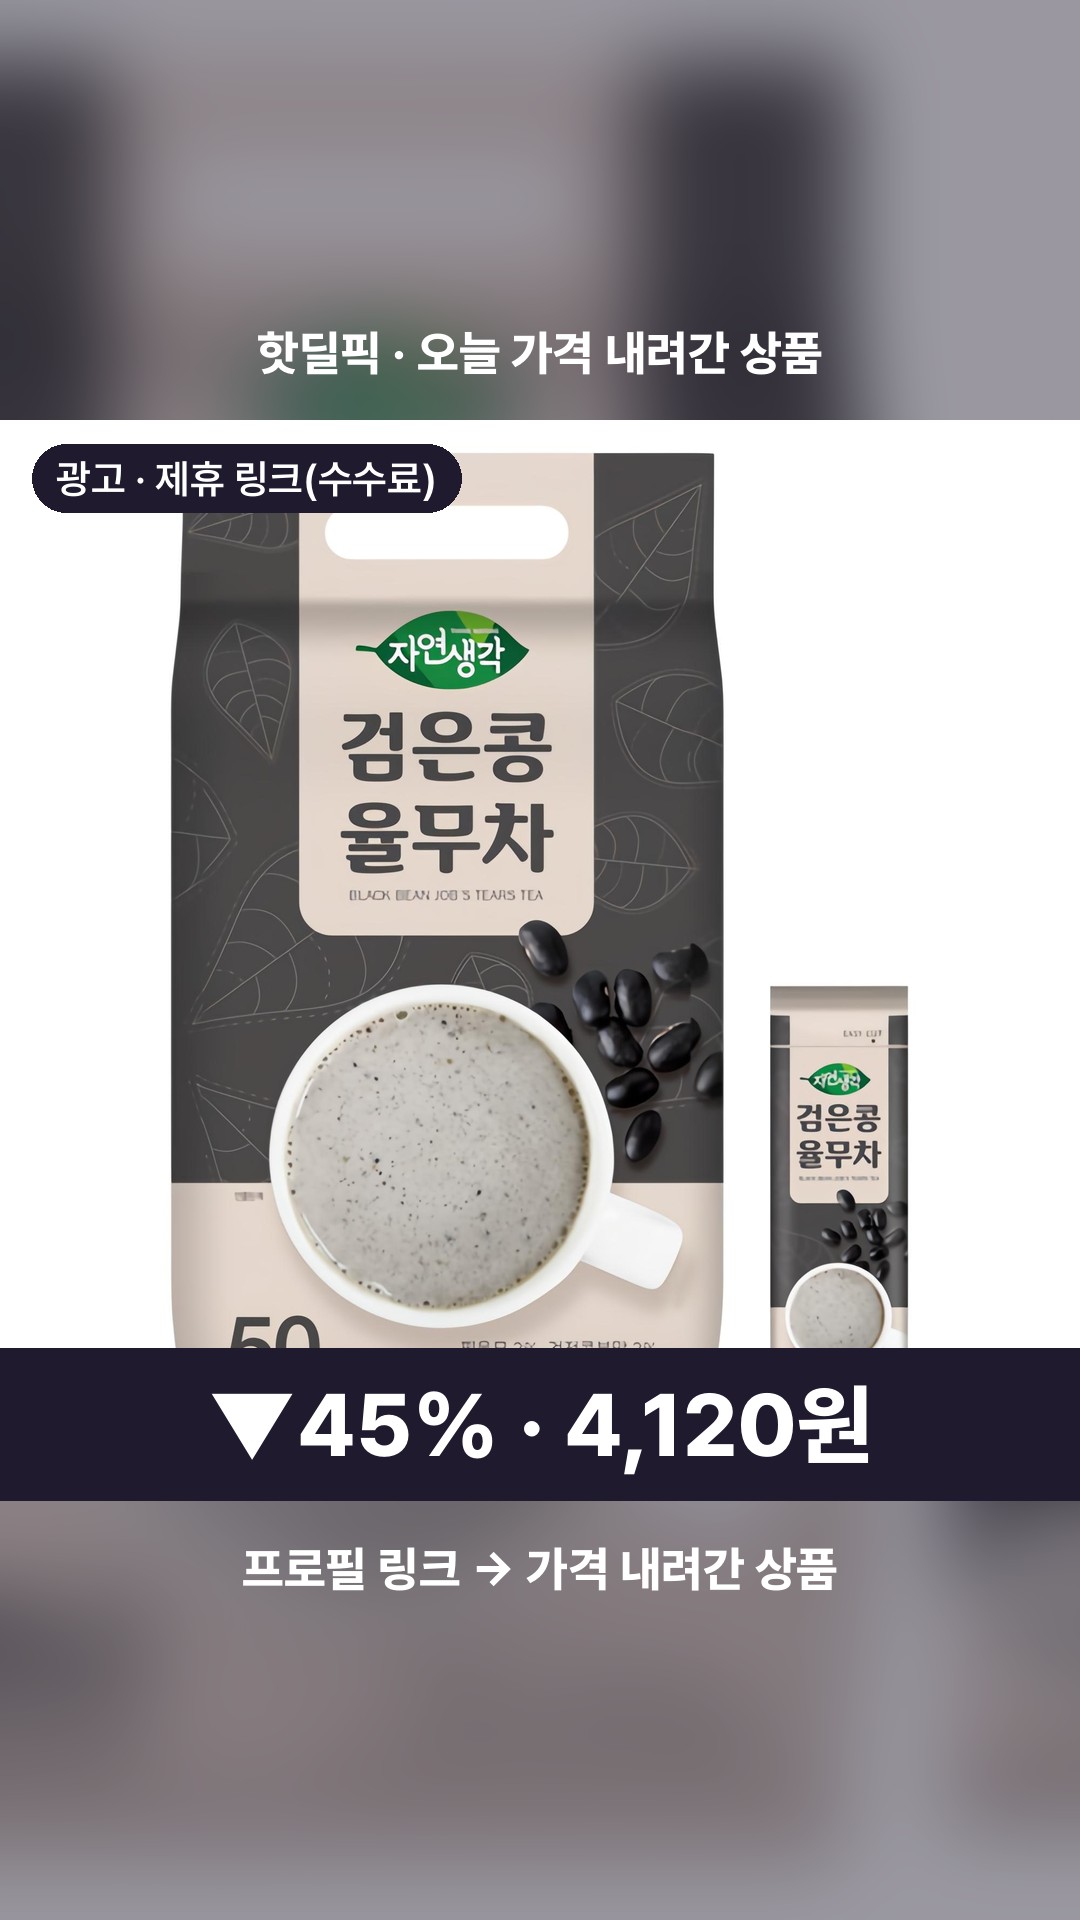 핫딜픽 · 오늘 가격 내려간 상품
광고 · 제휴 링크(수수료)
자연생각
검은콩
율무차
BLACK BEAN JOB'S TEARS TEA
EASY CUT
자연생각
검은콩
율무차
50
▼45% · 4,120원
프로필 링크 → 가격 내려간 상품